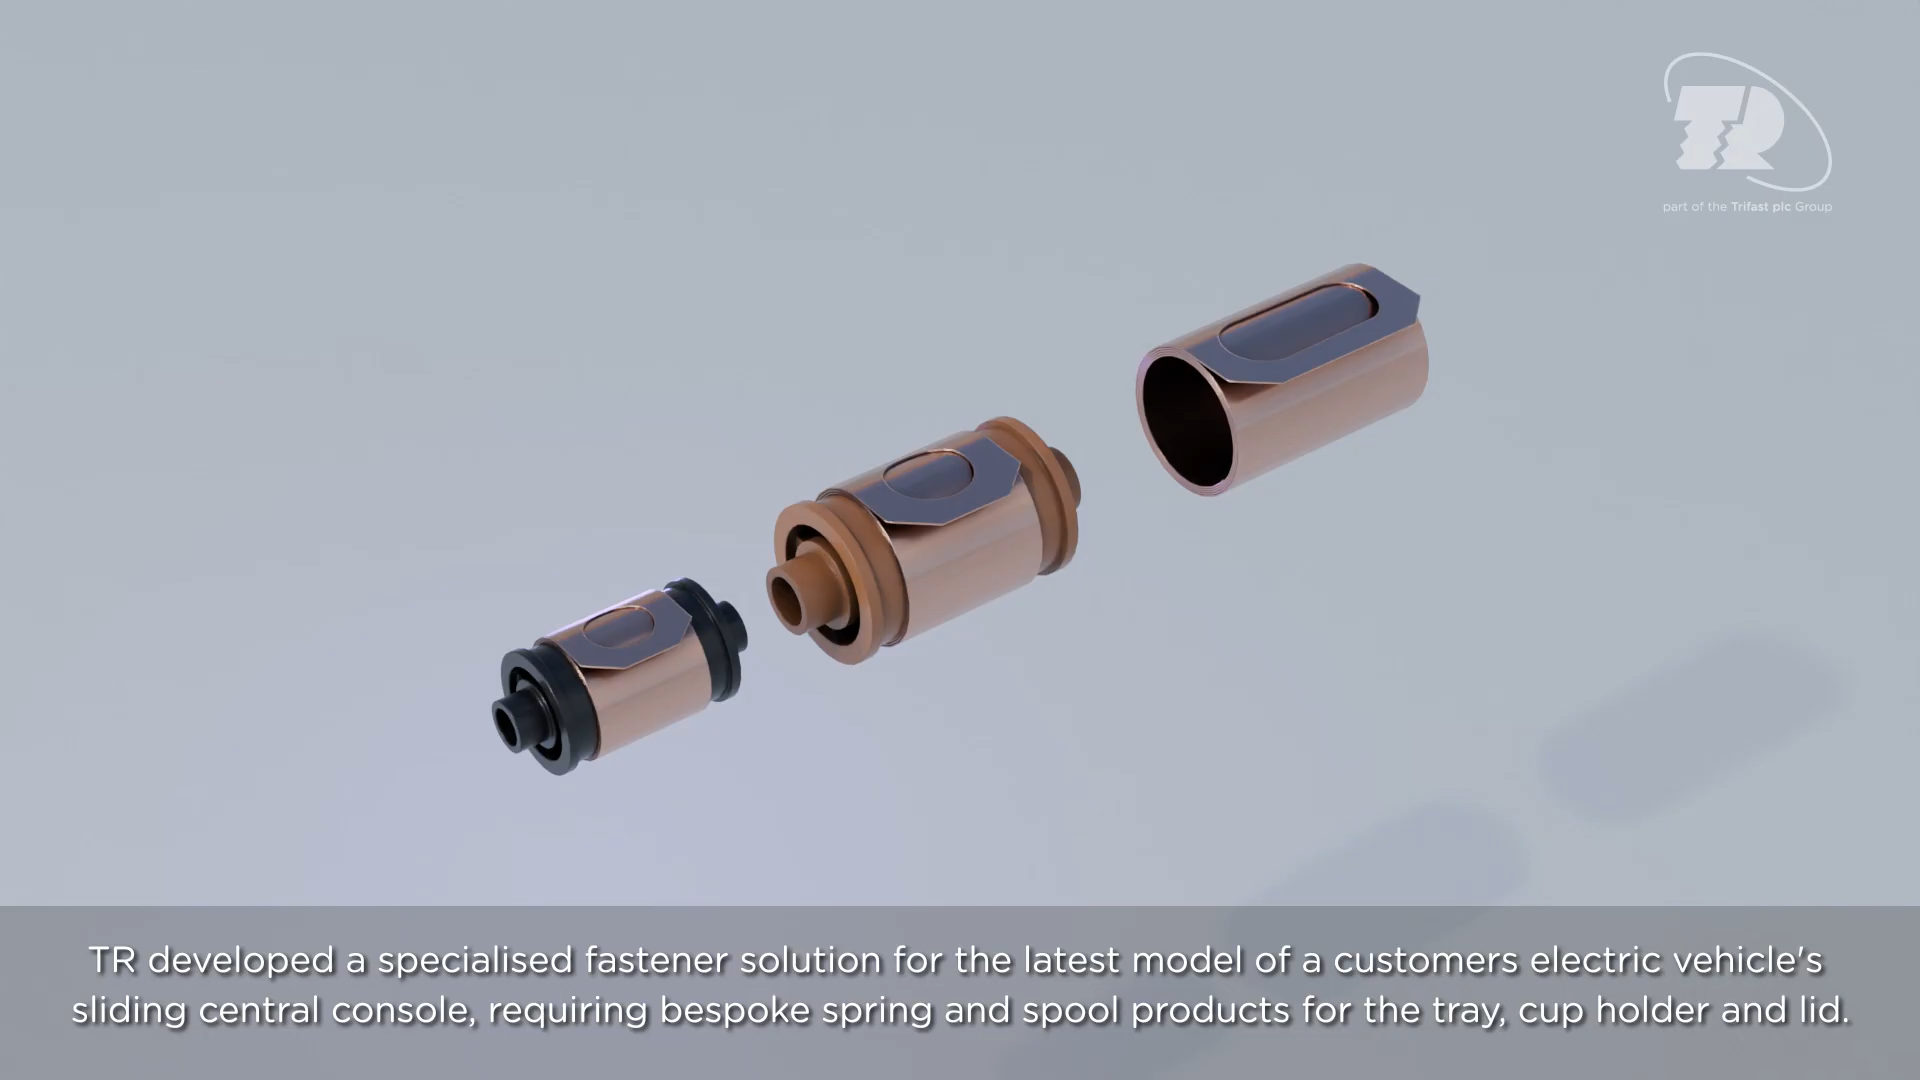 TR
part of the Trifast plc Group
TR developed a specialised fastener solution for the latest model of a customers electric vehicle's
sliding central console, requiring bespoke spring and spool products for the tray, cup holder and lid.